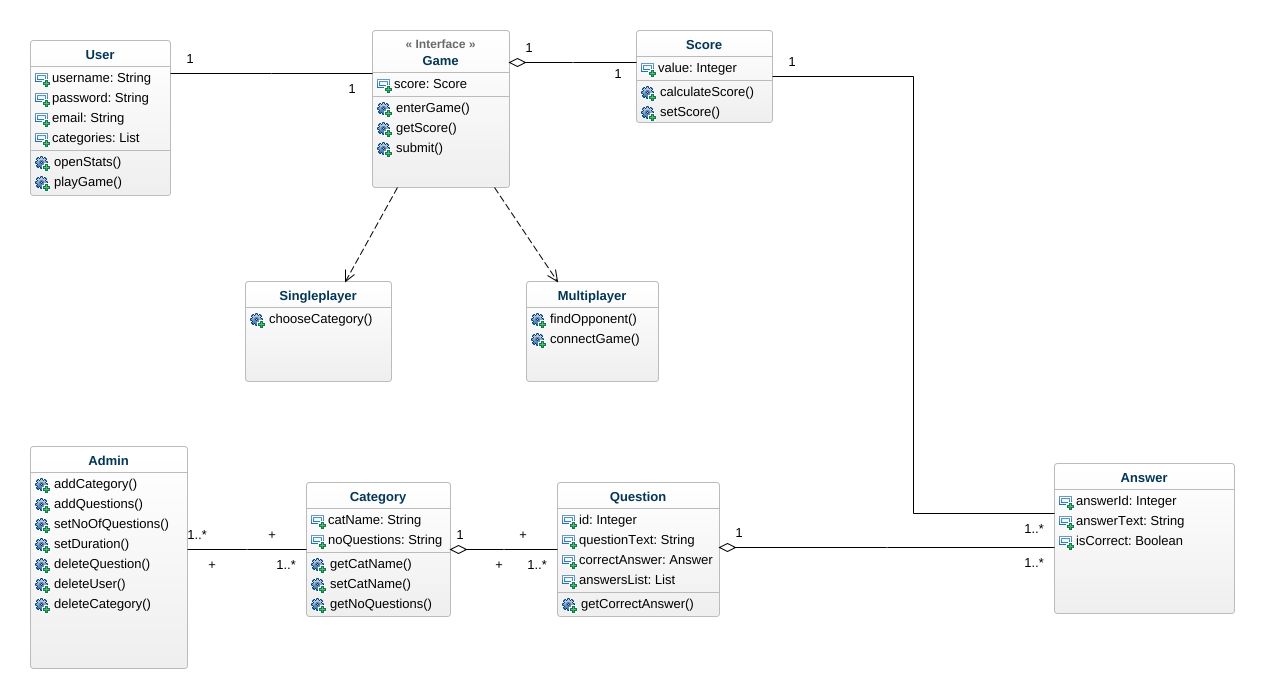 User
username: String
password: String
email: String
categories: List
openStats()
playGame()
1
1
« Interface »
Game
score: Score
enterGame()
getScore()
submit()
1
1
Score
value: Integer
calculateScore()
setScore()
1
Singleplayer
chooseCategory()
Multiplayer
findOpponent()
connectGame()
Admin
addCategory()
addQuestions()
setNoOfQuestions()
setDuration()
deleteQuestion()
deleteUser()
deleteCategory()
1..*
+
+
1..*
Category
catName: String
noQuestions: String
getCatName()
setCatName()
getNoQuestions()
1
+
+
1..*
Question
id: Integer
questionText: String
correctAnswer: Answer
answersList: List
getCorrectAnswer()
1
1..*
1..*
Answer
answerId: Integer
answerText: String
isCorrect: Boolean